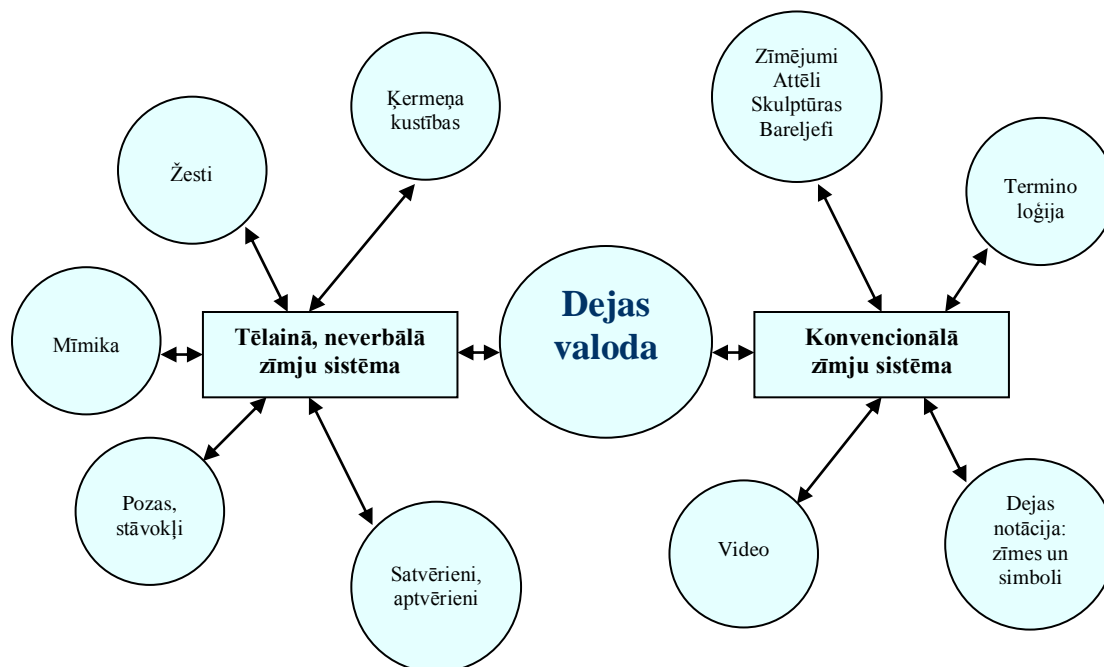 Zīmējumi
Attēli
Skulptūras
Bareljefi
Ķermeņa
kustības
Žesti
Termino
loģija
Mīmika
Tēlainā, neverbālā
zīmju sistēma
Dejas
valoda
Konvencionālā
zīmju sistēma
Pozas,
stāvokļi
Satvērieni,
aptvērieni
Video
Dejas
notācija:
zīmes un
simboli